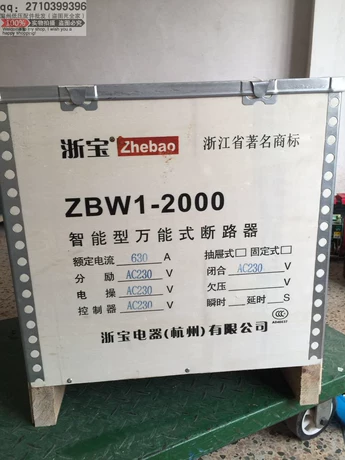 qq：2710399396
浙宝 Zhebao 浙江省著名商标
ZBW1-2000
智能型万能式断路器
额定电流 630 A 抽屉式□ 固定式□
分 励 AC230 V 闭合 AC230 V
电 操 AC230 V 欠压 V
控制器 AC230 V 瞬时 延时 S
CCC
浙宝电器(杭州)有限公司